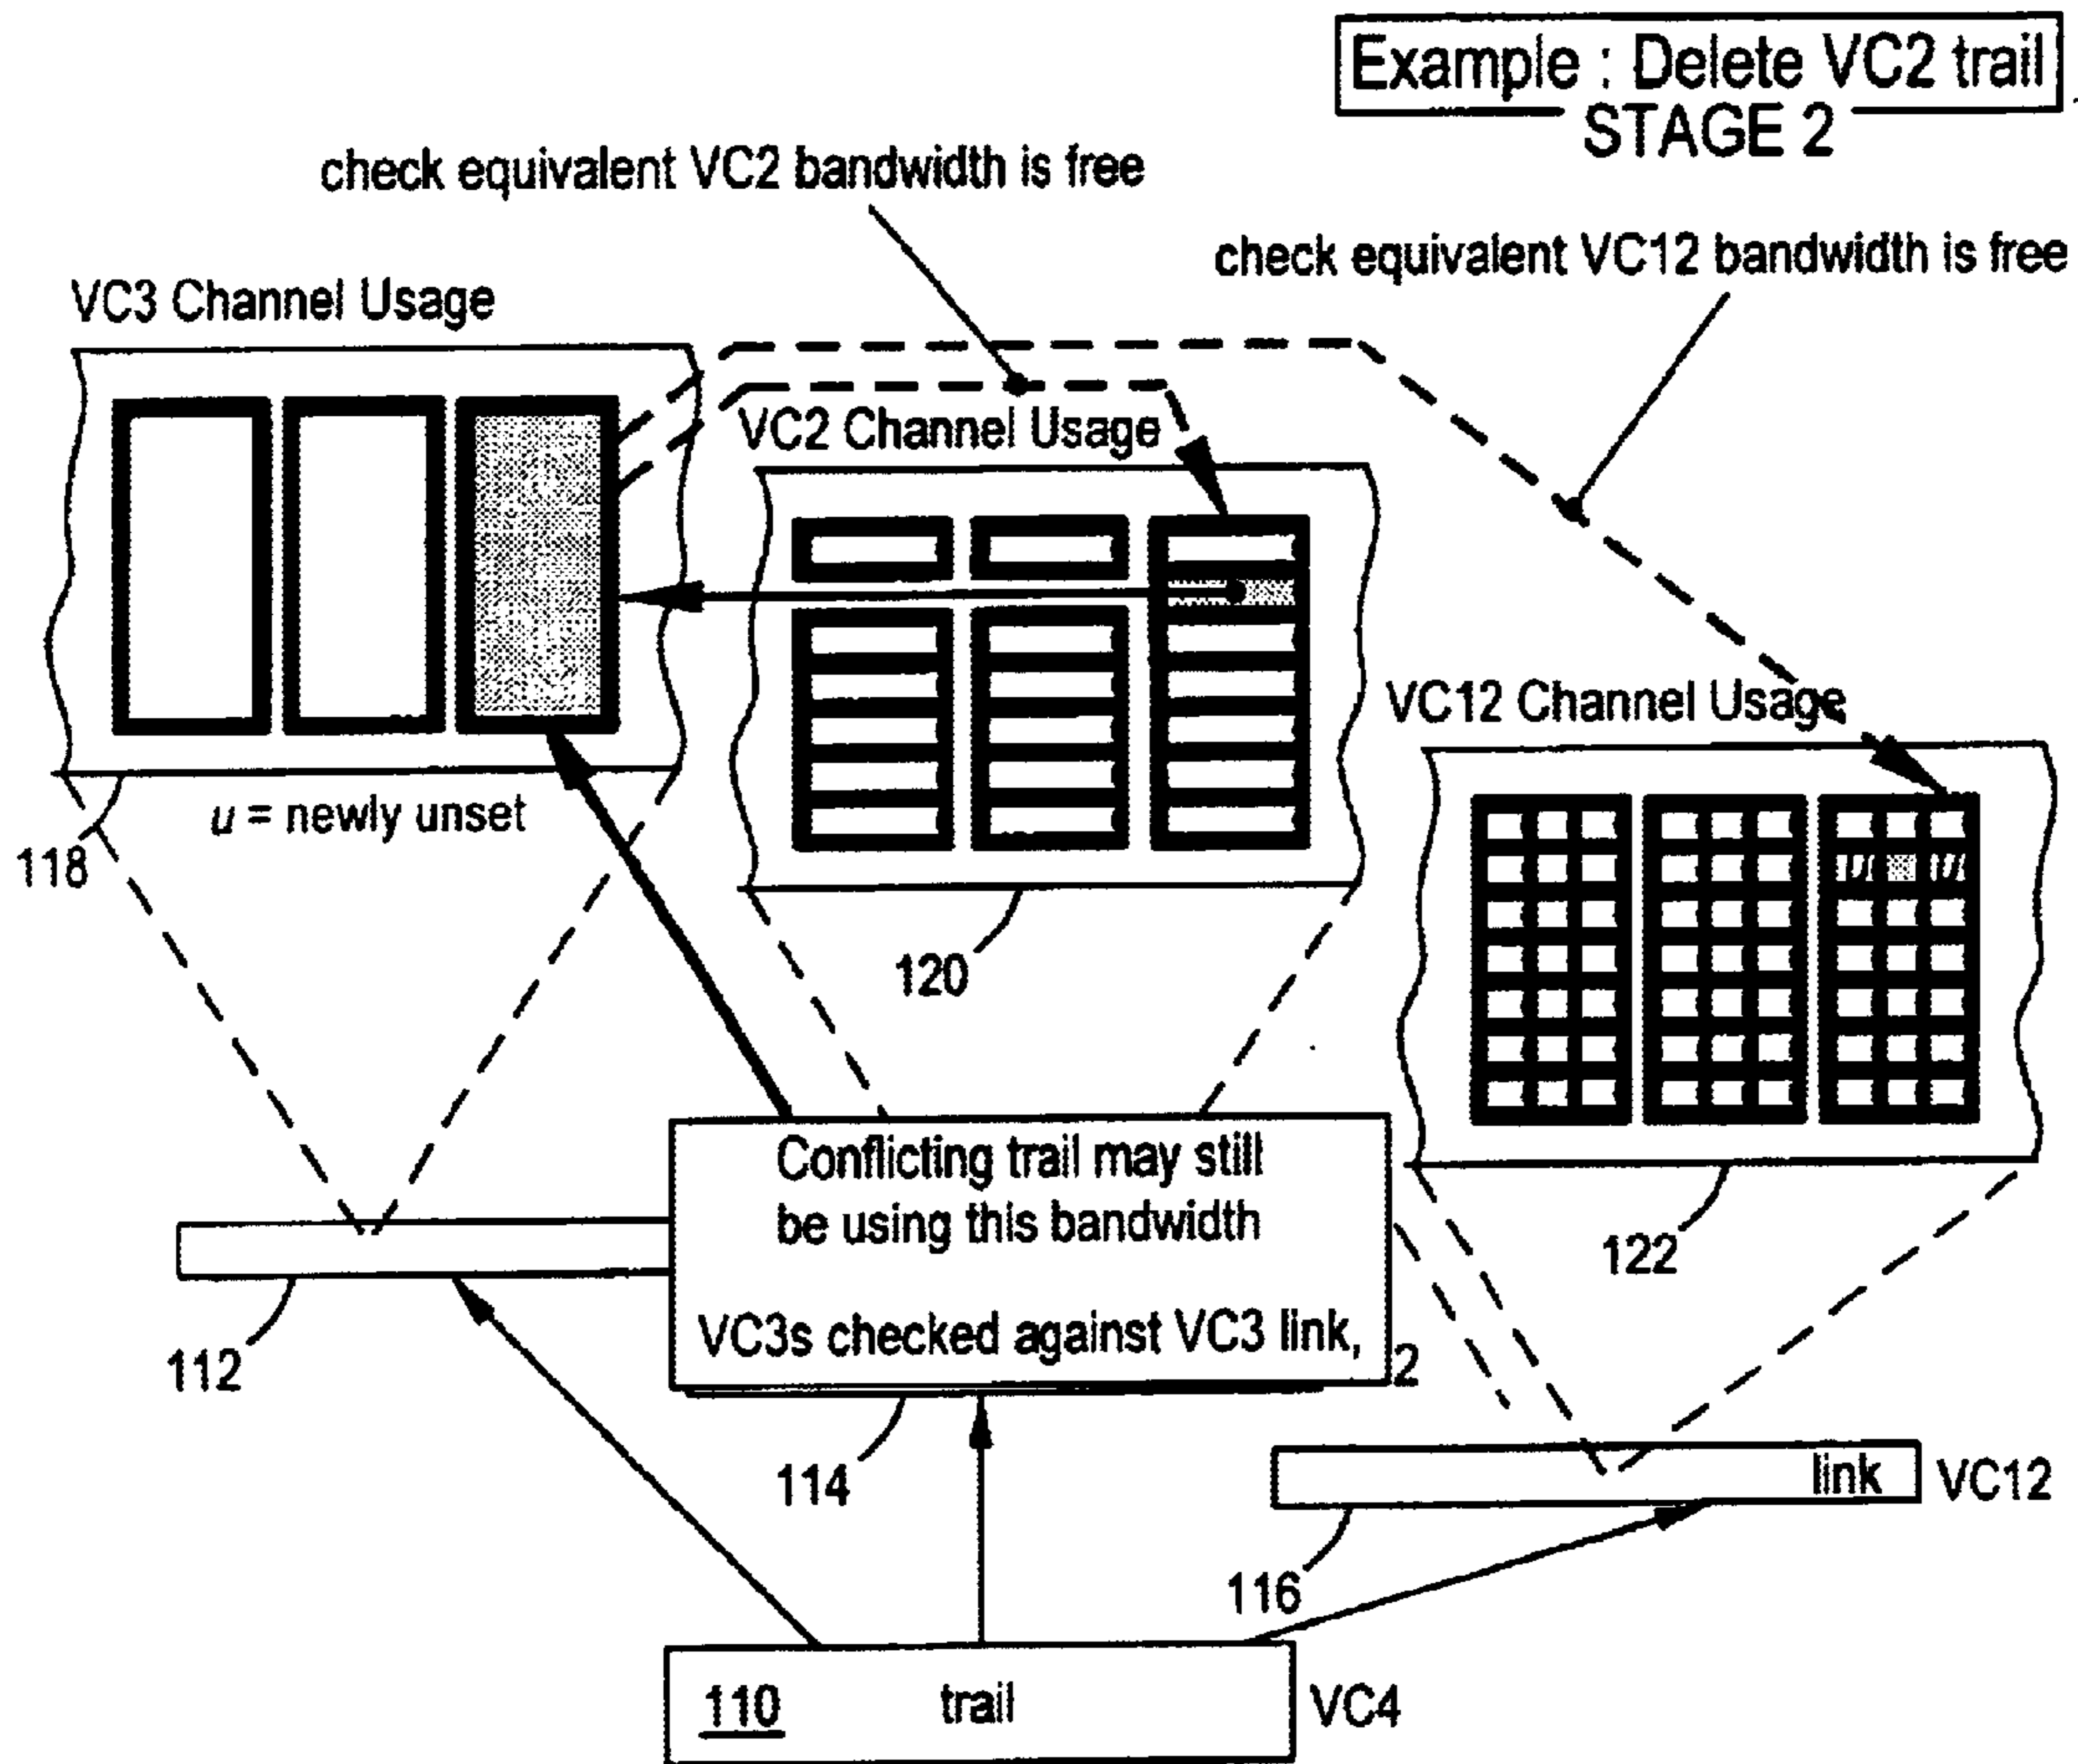 Example : Delete VC2 trail
STAGE 2
check equivalent VC2 bandwidth is free
check equivalent VC12 bandwidth is free
VC3 Channel Usage
VC2 Channel Usage
VC12 Channel Usage
u = newly unset
118
u u
120
122
Conflicting trail may still
be using this bandwidth
VC3s checked against VC3 link,
2
112
114
link
VC12
116
110
trail
VC4